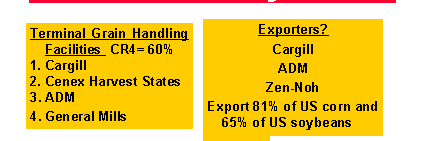 Terminal Grain Handling
Facilities CR4= 60%
1. Cargill
2. Cenex Harvest States
3. ADM
4. General Mills
Exporters?
Cargill
ADM
Zen-Noh
Export 81% of US corn and
65% of US soybeans